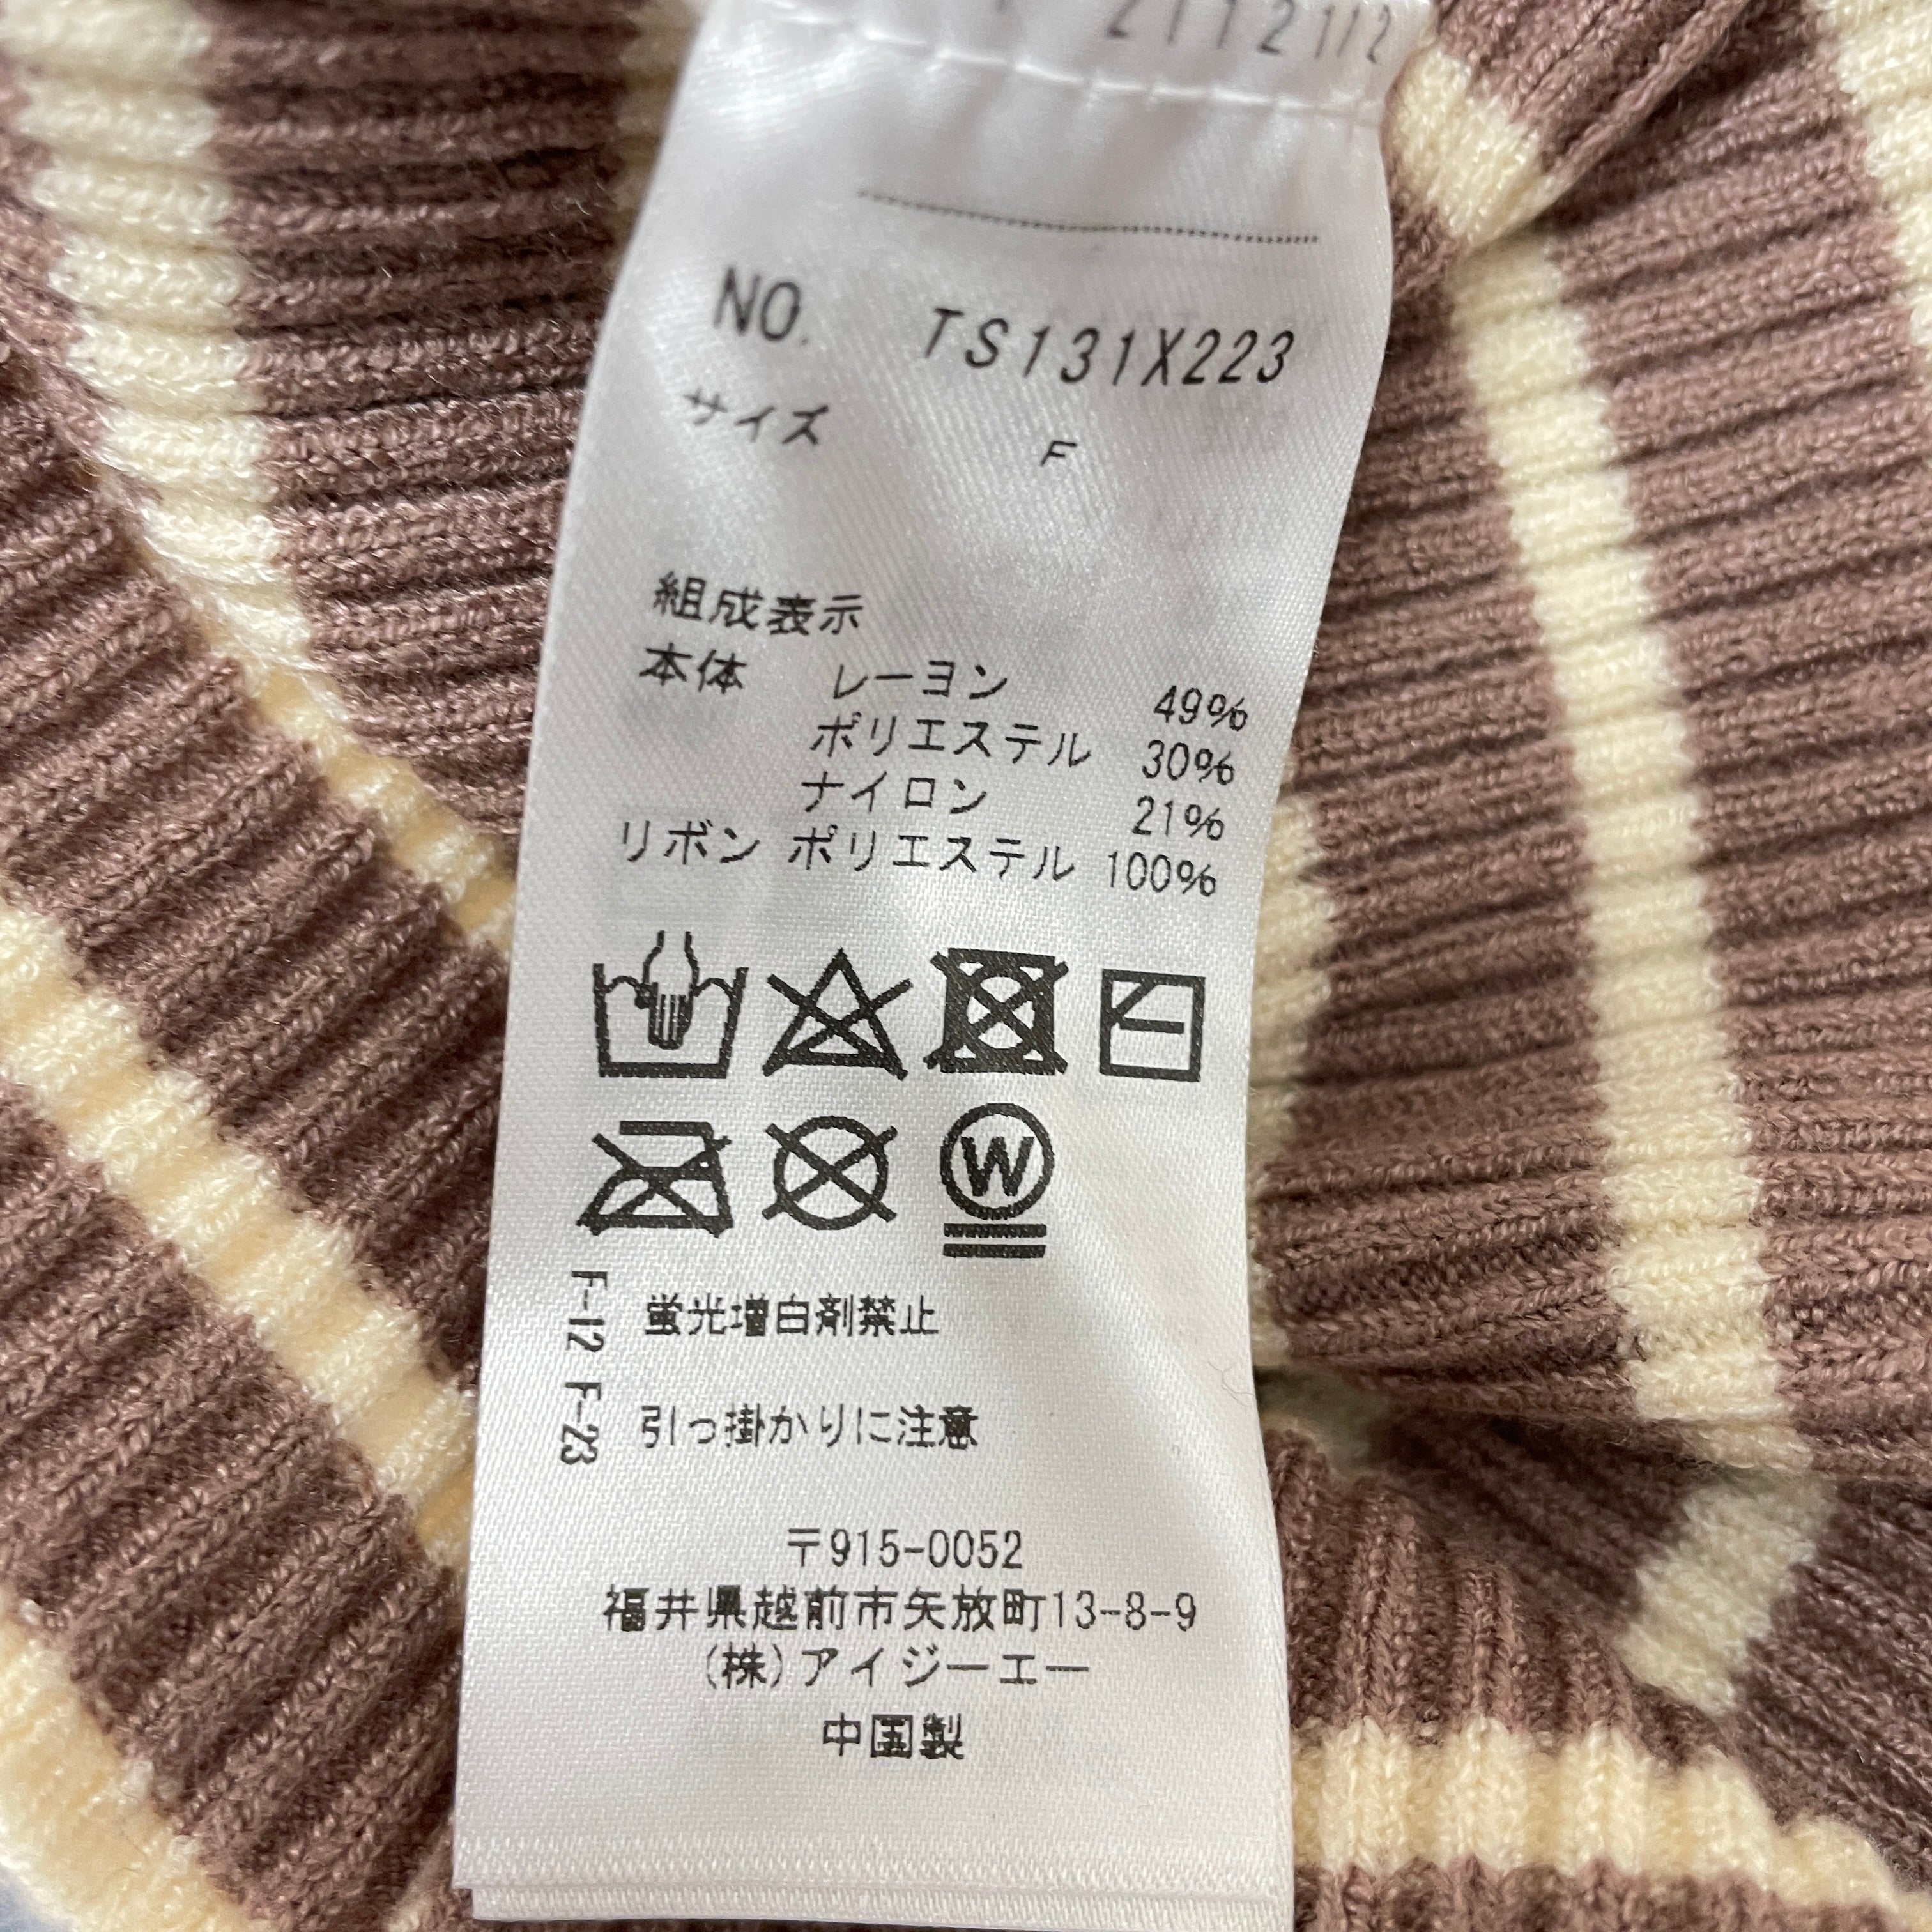 NO. TS131X223
サイズ F
組成表示
本体 レーヨン 49%
ポリエステル 30%
ナイロン 21%
リボン ポリエステル 100%
W
F-12 F-23
蛍光増白剤禁止
引っ掛かりに注意
〒915-0052
福井県越前市矢放町13-8-9
(株)アイジーエー
中国製